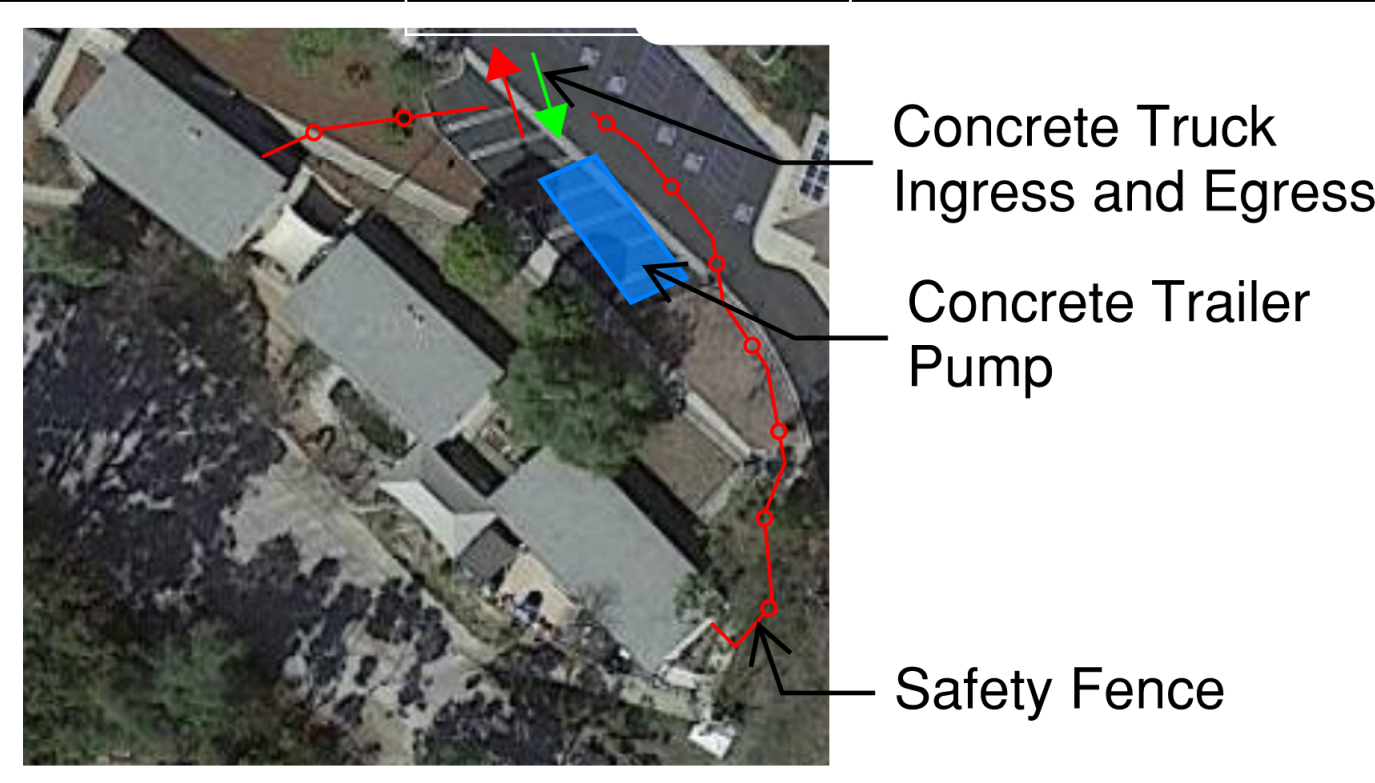 Concrete Truck
Ingress and Egress
Concrete Trailer
Pump
Safety Fence